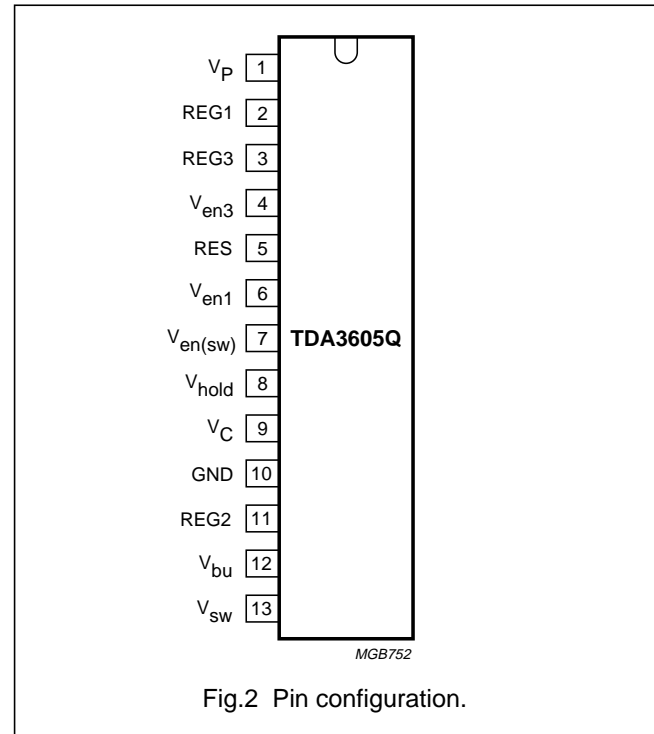 V_P 1
REG1 2
REG3 3
V_en3 4
RES 5
V_en1 6
V_en(sw) 7
TDA3605Q
V_hold 8
V_C 9
GND 10
REG2 11
V_bu 12
V_sw 13
MGB752
Fig.2 Pin configuration.